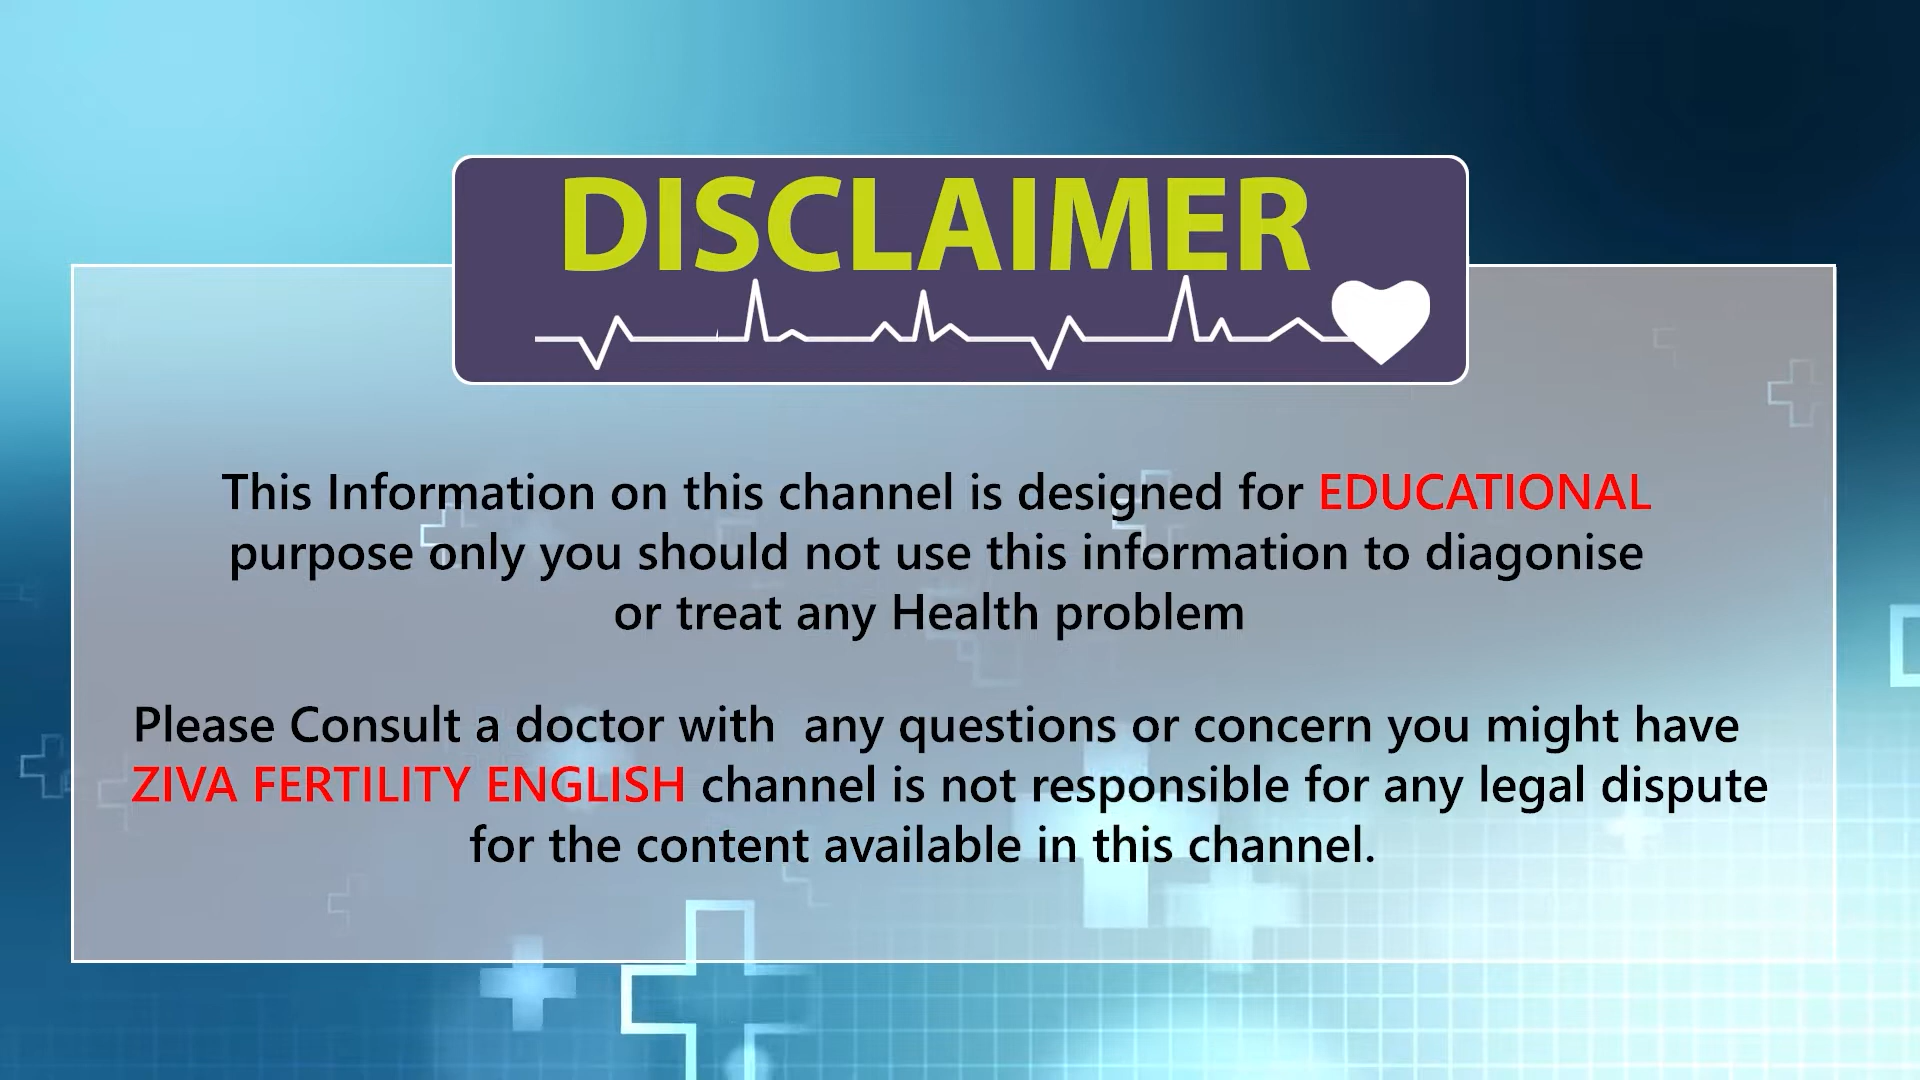 DISCLAIMER
This Information on this channel is designed for EDUCATIONAL
purpose only you should not use this information to diagonise
or treat any Health problem
Please Consult a doctor with  any questions or concern you might have
ZIVA FERTILITY ENGLISH channel is not responsible for any legal dispute
for the content available in this channel.